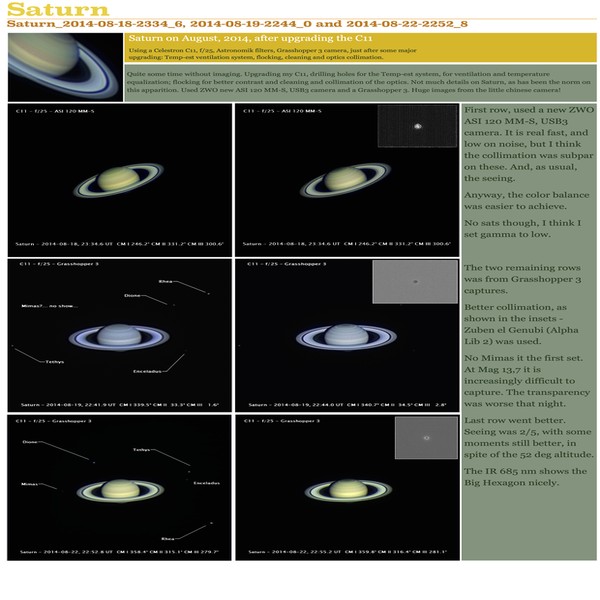 Saturn
Saturn_2014-08-18-2334_6, 2014-08-19-2244_0 and 2014-08-22-2252_8
Saturn on August, 2014, after upgrading the C11
Using a Celestron C11, f/25, Astronomik filters, Grasshopper 3 camera, just after some major
upgrading: Temp-est ventilation system, flocking, cleaning and optics collimation.
Quite some time without imaging. Upgrading my C11, drilling holes for the Temp-est system, for ventilation and temperature
equalization; flocking for better contrast and cleaning and collimation of the optics. Not much details on Saturn, as has been the norm on
this apparition. Used ZWO new ASI 120 MM-S, USB3 camera and a Grasshopper 3. Huge images from the little chinese camera!
C11 - f/25 - ASI 120 MM-S
Saturn - 2014-08-18, 23:34.6 UT CM I 246.2° CM II 331.2° CM III 300.6°
C11 - f/25 - ASI 120 MM-S
Saturn - 2014-08-18, 23:34.6 UT CM I 246.2° CM II 331.2° CM III 300.6°
First row, used a new ZWO
ASI 120 MM-S, USB3
camera. It is real fast, and
low on noise, but I think
the collimation was subpar
on these. And, as usual,
the seeing.
Anyway, the color balance
was easier to achieve.
No sats though, I think I
set gamma to low.
C11 - f/25 - Grasshopper 3
Rhea
Dione
Mimas?... no show...
Tethys
Enceladus
Saturn - 2014-08-19, 22:41.9 UT CM I 339.5° CM II 33.3° CM III 1.6°
C11 - f/25 - Grasshopper 3
Saturn - 2014-08-19, 22:44.0 UT CM I 340.7° CM II 34.5° CM III 2.8°
The two remaining rows
was from Grasshopper 3
captures.
Better collimation, as
shown in the insets -
Zuben el Genubi (Alpha
Lib 2) was used.
No Mimas it the first set.
At Mag 13,7 it is
increasingly difficult to
capture. The transparency
was worse that night.
C11 - f/25 - Grasshopper 3
Dione
Tethys
Mimas
Enceladus
Rhea
Saturn - 2014-08-22, 22:52.8 UT CM I 358.4° CM II 315.1° CM III 279.7°
C11 - f/25 - Grasshopper 3
Saturn - 2014-08-22, 22:55.2 UT CM I 359.8° CM II 316.4° CM III 281.1°
Last row went better.
Seeing was 2/5, with some
moments still better, in
spite of the 52 deg altitude.
The IR 685 nm shows the
Big Hexagon nicely.